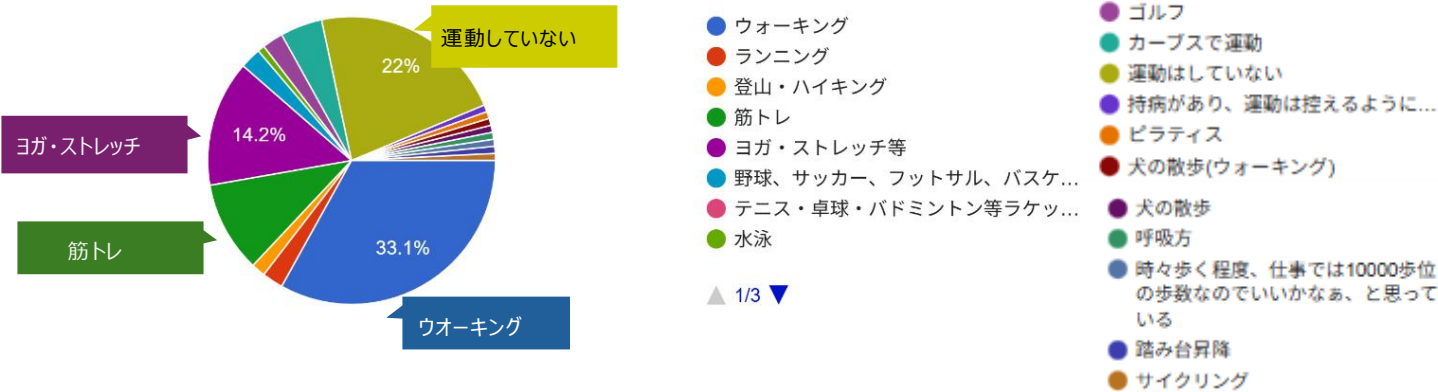 運動していない
22%
ヨガ・ストレッチ
14.2%
筋トレ
33.1%
ウオーキング
ウォーキング
ランニング
登山・ハイキング
筋トレ
ヨガ・ストレッチ等
野球、サッカー、フットサル、バスケ...
テニス・卓球・バドミントン等ラケッ...
水泳
1/3
ゴルフ
カーブスで運動
運動はしていない
持病があり、運動は控えるように...
ピラティス
犬の散歩(ウォーキング)
犬の散歩
呼吸方
時々歩く程度、仕事では10000歩位
の歩数なのでいいかなぁ、と思って
いる
踏み台昇降
サイクリング